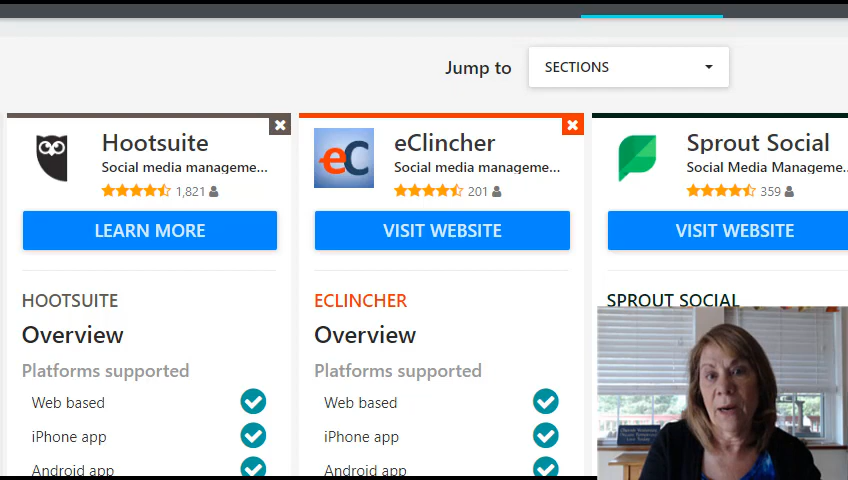 Jump to
SECTIONS
Hootsuite
Social media manageme...
1,821
LEARN MORE
HOOTSUITE
Overview
Platforms supported
Web based
iPhone app
Android app
eC
eClincher
Social media manageme...
201
VISIT WEBSITE
ECLINCHER
Overview
Platforms supported
Web based
iPhone app
Android app
Sprout Social
Social Media Manageme...
359
VISIT WEBSITE
SPROUT SOCIAL